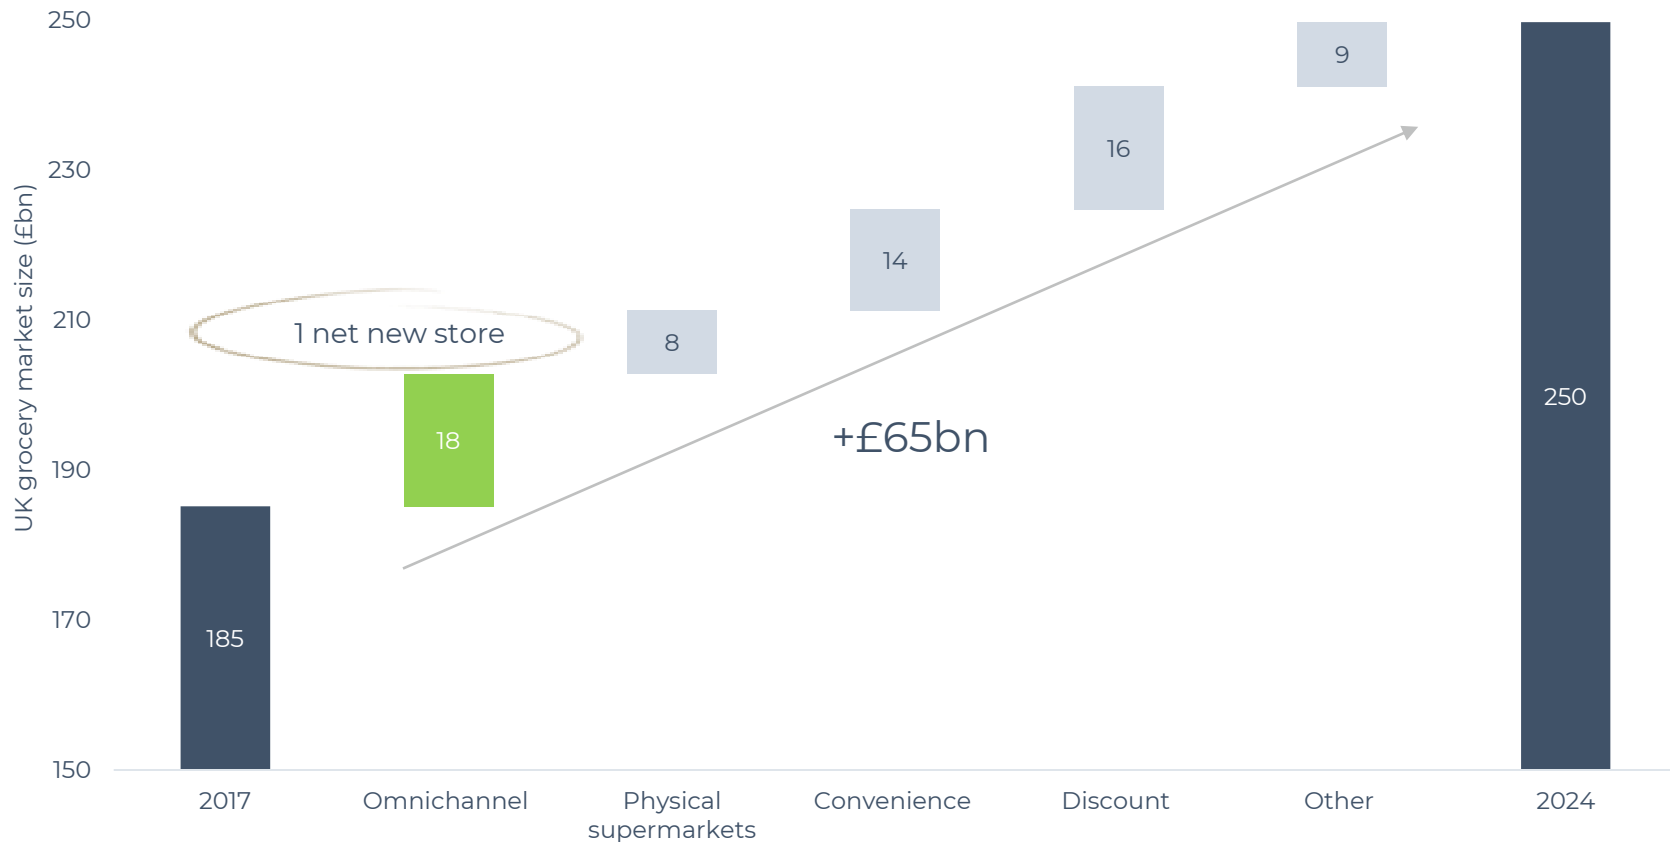 UK grocery market size (£bn)
250
230
210
190
170
150
185
1 net new store
18
8
14
16
9
250
+£65bn
2017
Omnichannel
Physical
supermarkets
Convenience
Discount
Other
2024